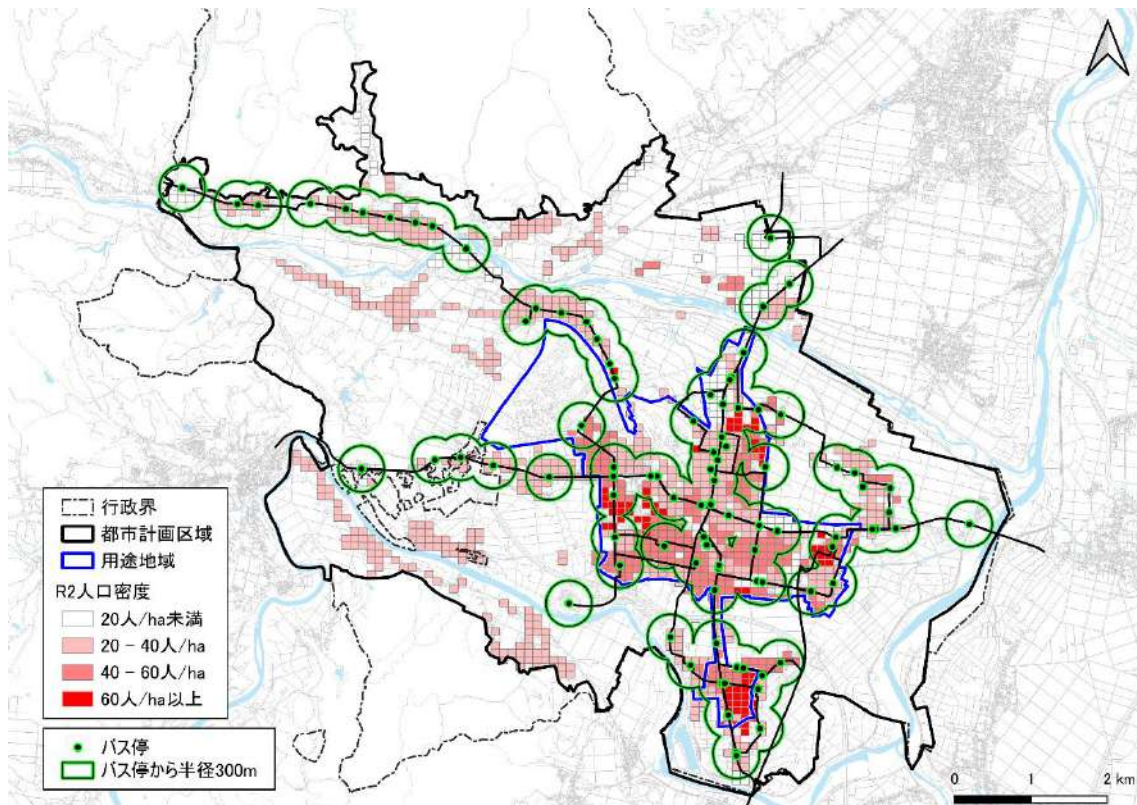 行政界
都市計画区域
用途地域
R2人口密度
20人/ha未満
20-40人/ha
40-60人/ha
60人/ha以上
バス停
バス停から半径300m
0 1 2 km